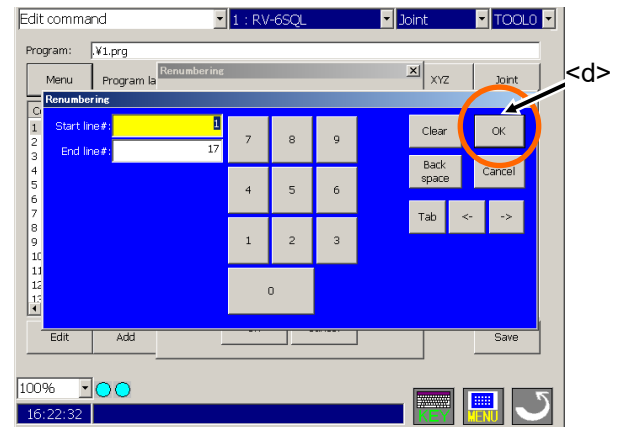 Edit command 1 : RV-6SQL Joint TOOL0
Program: .¥1.prg
Menu Program la Renumbering XYZ Joint <d>
Renumbering
Start line#: 1
End line#: 17
7 8 9 Clear OK
4 5 6 Back space Cancel
1 2 3 Tab <- ->
0
1
2
3
4
5
6
7
8
9
10
11
12
13
Edit Add Save
100%
16:22:32 KEY MENU